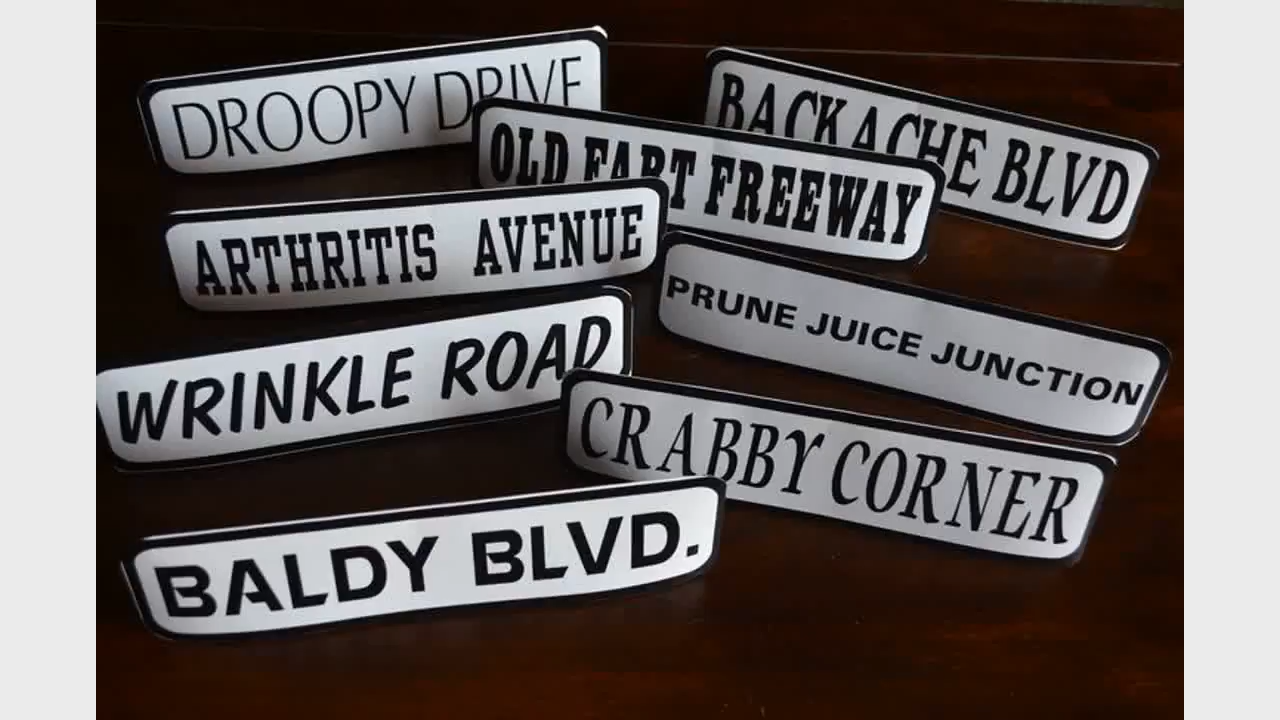 DROOPY DRIVE
BACKACHE BLVD
OLD FART FREEWAY
ARTHRITIS AVENUE
PRUNE JUICE JUNCTION
WRINKLE ROAD
CRABBY CORNER
BALDY BLVD.